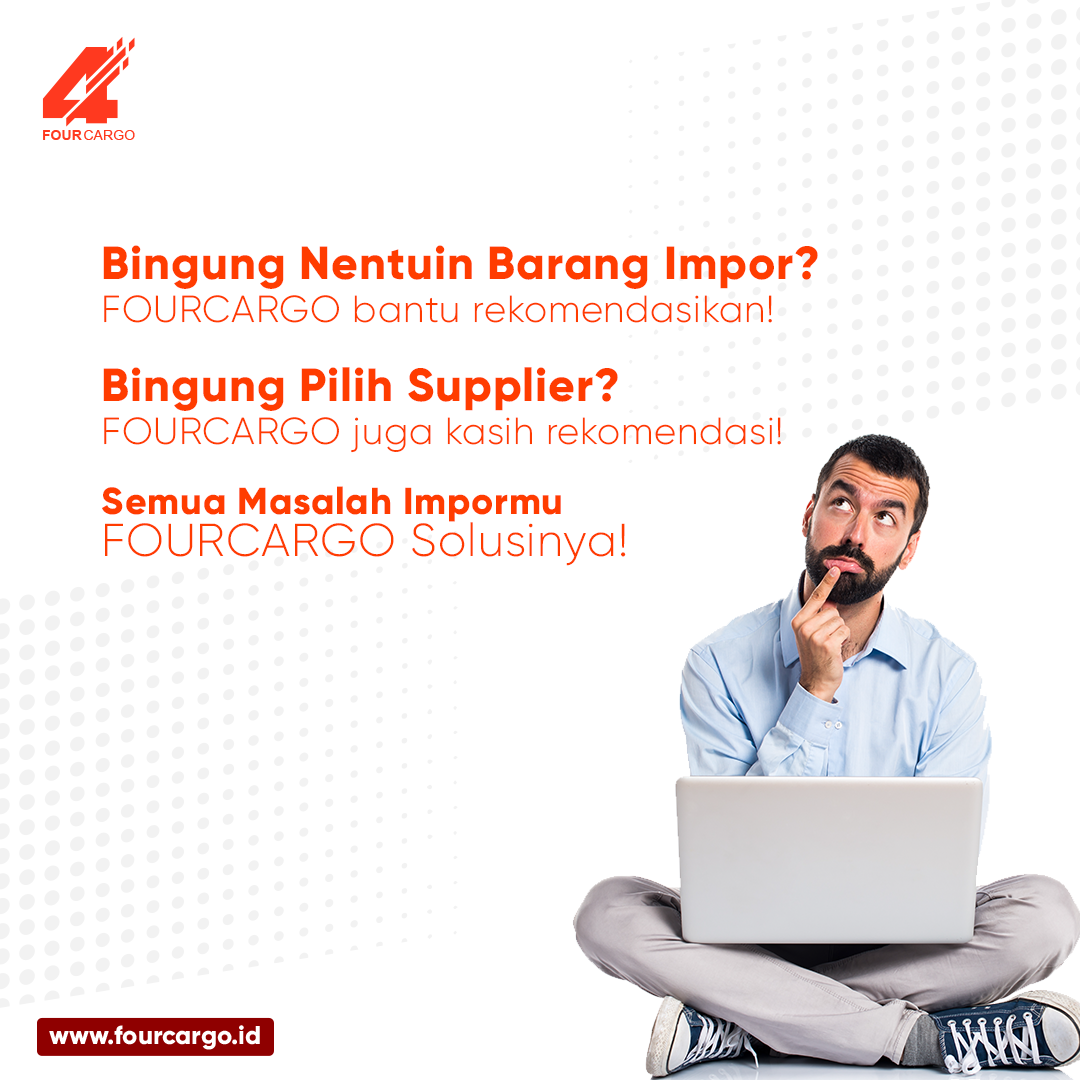 4
FOUR CARGO
Bingung Nentuin Barang Impor?
FOURCARGO bantu rekomendasikan!
Bingung Pilih Supplier?
FOURCARGO juga kasih rekomendasi!
Semua Masalah Impormu
FOURCARGO Solusinya!
www.fourcargo.id